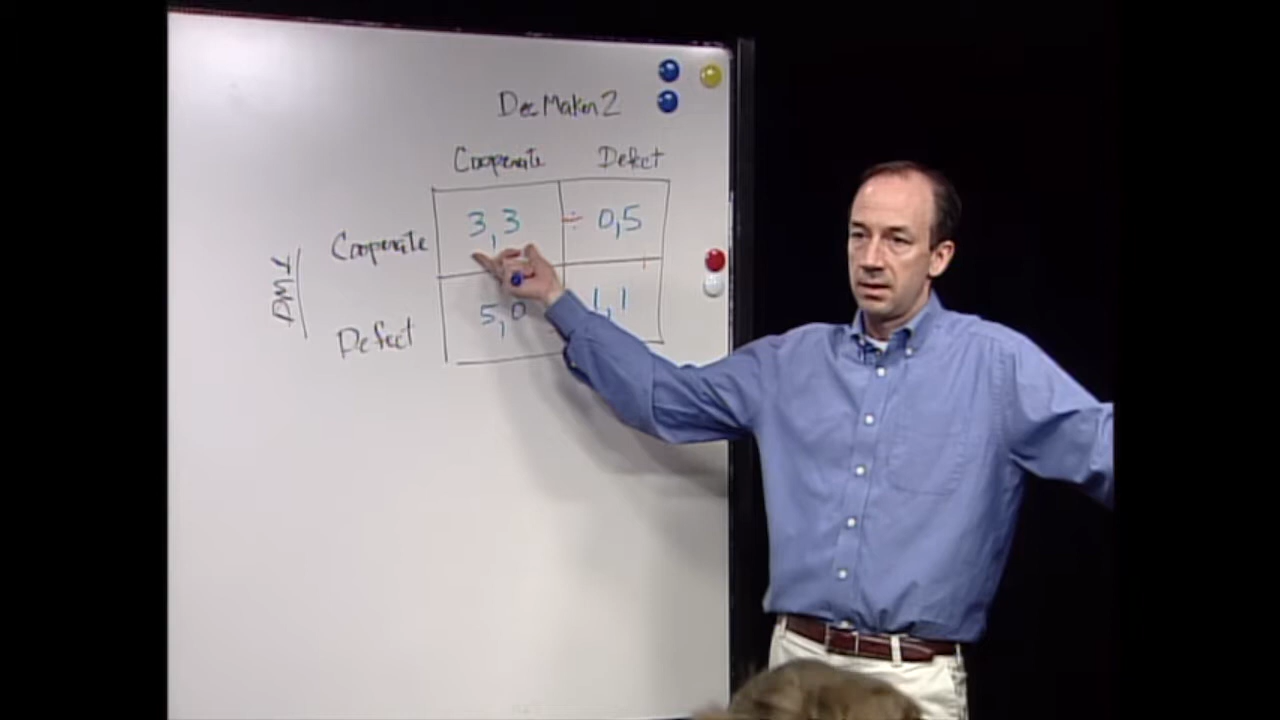 Dec Maker 2
Cooperate Defect
Cooperate 3,3 0,5
DM1
Defect 5,0 1,1